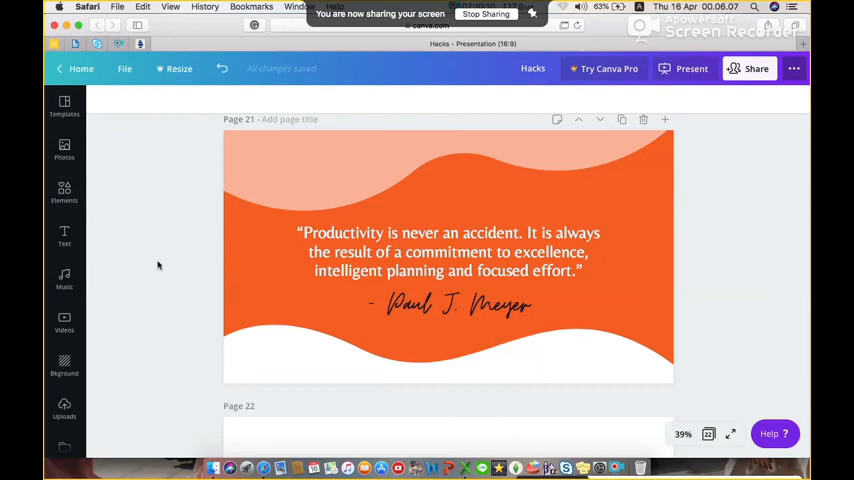 Safari File Edit View History Bookmarks Window
You are now sharing your screen Stop Sharing
63% Thu 16 Apr 00.06.07
Apowersoft
Screen Recorder
canva.com
Hacks - Presentation (16:9)
Home File Resize All changes saved Hacks Try Canva Pro Present Share
Templates
Photos
Elements
Text
Music
Videos
Bkground
Uploads
Page 21 - Add page title
“Productivity is never an accident. It is always
the result of a commitment to excellence,
intelligent planning and focused effort.”
- Paul J. Meyer
Page 22
39% 22 Help ?